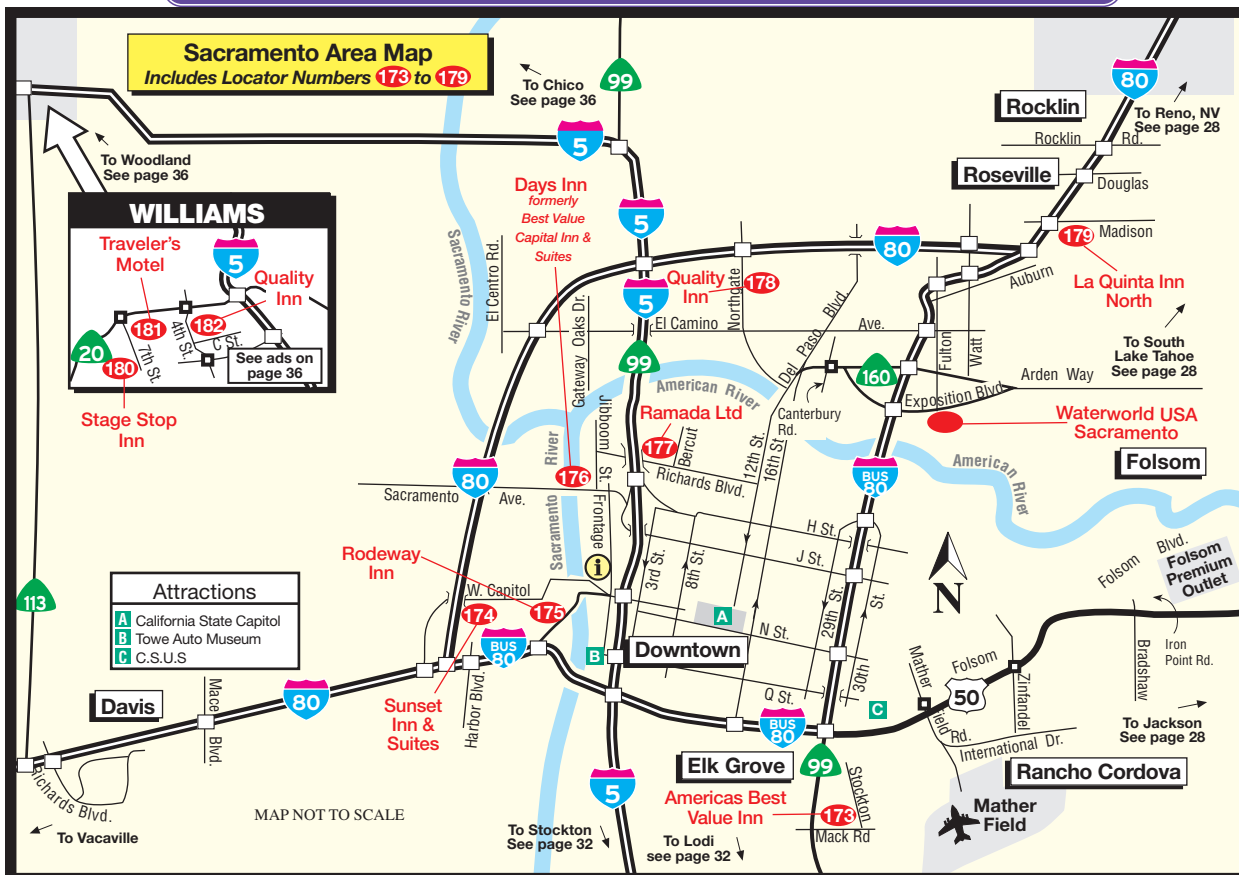 Sacramento Area Map
Includes Locator Numbers 173 to 179
To Chico
See page 36
99
80
Rocklin
To Reno, NV
See page 28
Rocklin Rd.
5
To Woodland
See page 36
Roseville
Douglas
WILLIAMS
Traveler's
Motel
5
Quality
Inn
181
182
4th St.
C St.
7th St
20
180
See ads on
page 36
Stage Stop
Inn
Days Inn
formerly
Best Value
Capital Inn &
Suites
5
Sacramento River
El Centro Rd.
80
179
Madison
La Quinta Inn
North
Auburn
Quality
Inn
178
Northgate
5
Gateway Oaks Dr.
El Camino Ave.
Del Paso Blvd.
Fulton
Watt
To South
Lake Tahoe
See page 28
99
160
Arden Way
Exposition Blvd.
American River
Canterbury
Rd.
Waterworld USA
Sacramento
Ramada Ltd
177
Bercut
Jibboom St.
12th St.
16th St
Richards Blvd.
Folsom
American River
80
BUS
80
176
Sacramento Ave.
Sacramento River
Frontage
H St.
J St.
3rd St.
8th St.
29th St.
30th St.
N
Rodeway
Inn
i
W. Capitol
174
175
A
N St.
Folsom Blvd.
Folsom
Premium
Outlet
113
Attractions
A California State Capitol
B Towe Auto Museum
C C.S.U.S
BUS
80
B
Downtown
Q St.
Mather Field Rd.
Folsom
Zinfandel
Bradshaw
Iron
Point Rd.
50
Davis
Mace Blvd.
80
Harbor Blvd.
Sunset
Inn &
Suites
BUS
80
C
International Dr.
To Jackson
See page 28
Richards Blvd.
To Vacaville
MAP NOT TO SCALE
5
Elk Grove
99
Stockton
Rancho Cordova
Americas Best
Value Inn
173
Mack Rd
Mather
Field
To Stockton
See page 32
To Lodi
see page 32